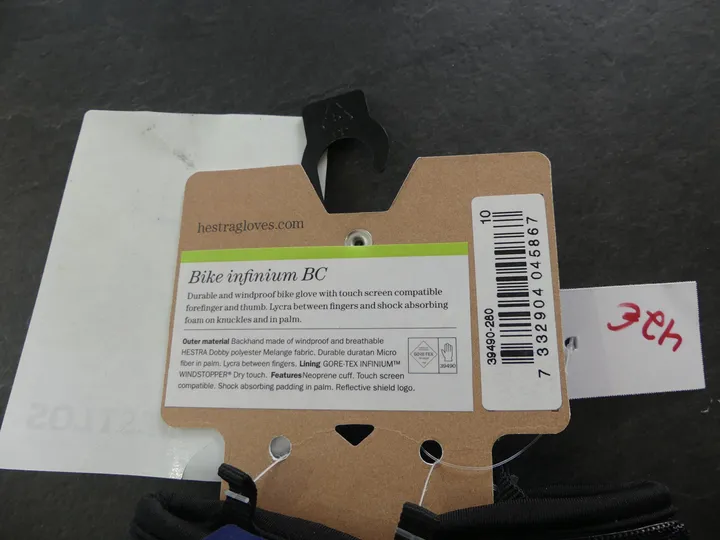 hestragloves.com
Bike infinium BC
Durable and windproof bike glove with touch screen compatible
forefinger and thumb. Lycra between fingers and shock absorbing
foam on knuckles and in palm.
Outer material Backhand made of windproof and breathable
HESTRA Dobby polyester Melange fabric. Durable duratan Micro
fiber in palm. Lycra between fingers. Lining GORE-TEX INFINIUM™
WINDSTOPPER® Dry touch. FeaturesNeoprene cuff. Touch screen
compatible. Shock absorbing padding in palm. Reflective shield logo.
GORE-TEX
39490
10
39490-280
7 332904 045867